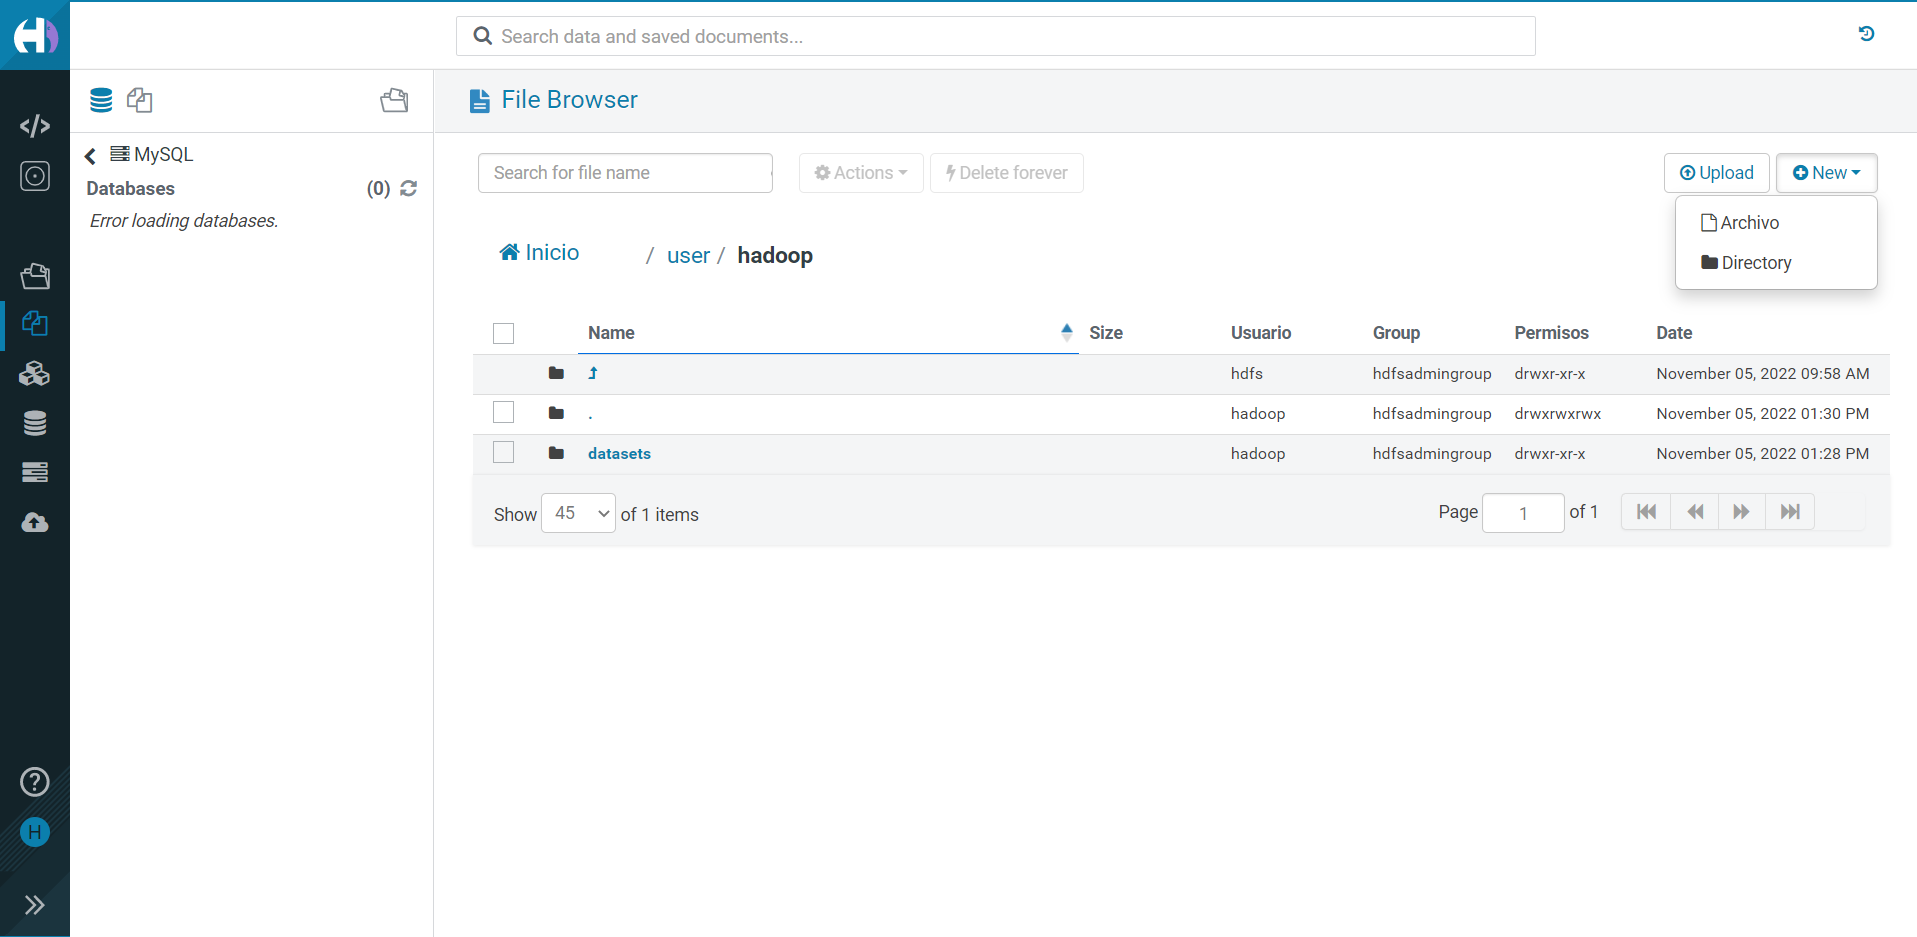 Search data and saved documents...
File Browser
MySQL
Databases (0)
Error loading databases.
Search for file name Actions Delete forever Upload New
Archivo
Directory
Inicio / user / hadoop
Name Size Usuario Group Permisos Date
hdfs hdfsadmingroup drwxr-xr-x November 05, 2022 09:58 AM
. hadoop hdfsadmingroup drwxrwxrwx November 05, 2022 01:30 PM
datasets hadoop hdfsadmingroup drwxr-xr-x November 05, 2022 01:28 PM
Show 45 of 1 items Page 1 of 1
H